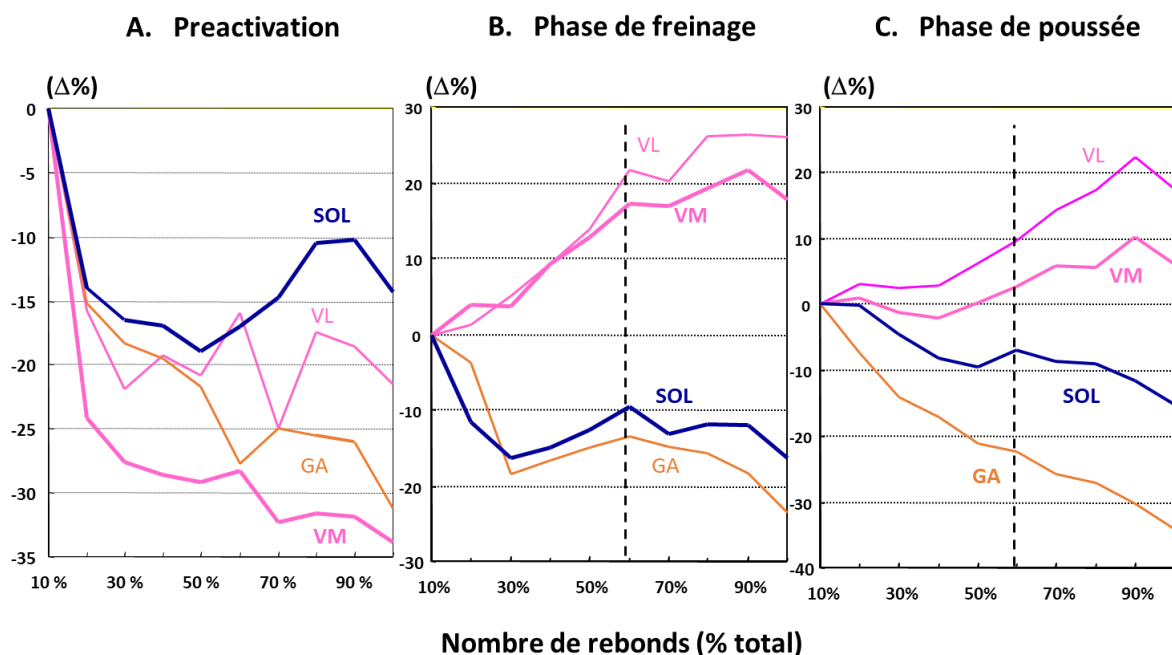 A. Preactivation
B. Phase de freinage
C. Phase de poussée
(Δ%)
0
-5
-10
-15
-20
-25
-30
-35
SOL
VL
GA
VM
10 %
30 %
50 %
70 %
90 %
(Δ%)
30
20
10
0
-10
-20
-30
VL
VM
SOL
GA
10%
30%
50%
70%
90%
(Δ%)
30
20
10
0
-10
-20
-30
-40
VL
VM
SOL
GA
10%
30%
50%
70%
90%
Nombre de rebonds (% total)